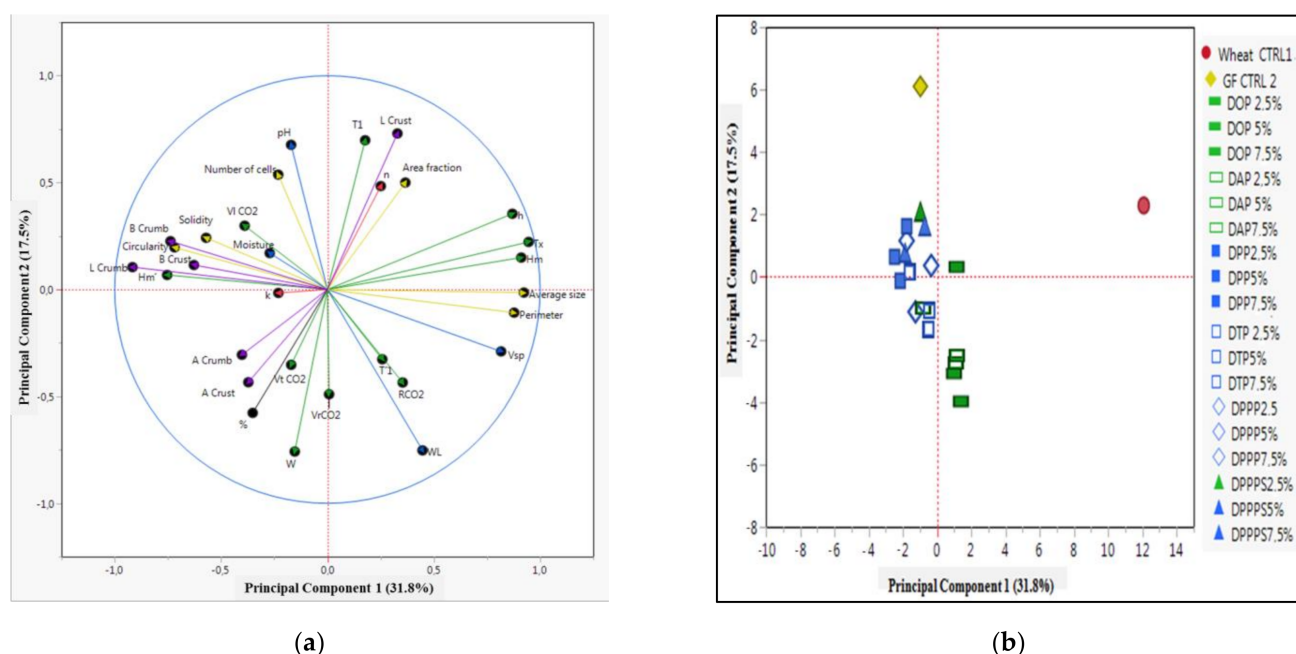 1,0
0,5
0,0
-0,5
-1,0
Principal Component 2 (17.5%)
pH
T1
L Crust
Number of cells
n
Area fraction
Vl CO2
h
Solidity
B Crumb
Tx
Circularity
Moisture
Hm
B Crust
L Crumb
Hm'
k
Average size
Perimeter
Vsp
A Crumb
T'1
Vt CO2
A Crust
RCO2
VrCO2
%
W
WL
-1,0 -0,5 0,0 0,5 1,0
Principal Component 1 (31.8%)
(a)
8
6
4
2
0
-2
-4
-6
-8
Principal Component 2 (17.5%)
-10 -8 -6 -4 -2 0 2 4 6 8 10 12 14
Principal Component 1 (31.8%)
Wheat CTRL1
GF CTRL 2
DOP 2.5%
DOP 5%
DOP 7.5%
DAP 2,5%
DAP 5%
DAP7.5%
DPP2.5%
DPP5%
DPP7,5%
DTP 2.5%
DTP5%
DTP7.5%
DPPP2.5
DPPP5%
DPPP7.5%
DPPPS2.5%
DPPPS5%
DPPPS7,5%
(b)